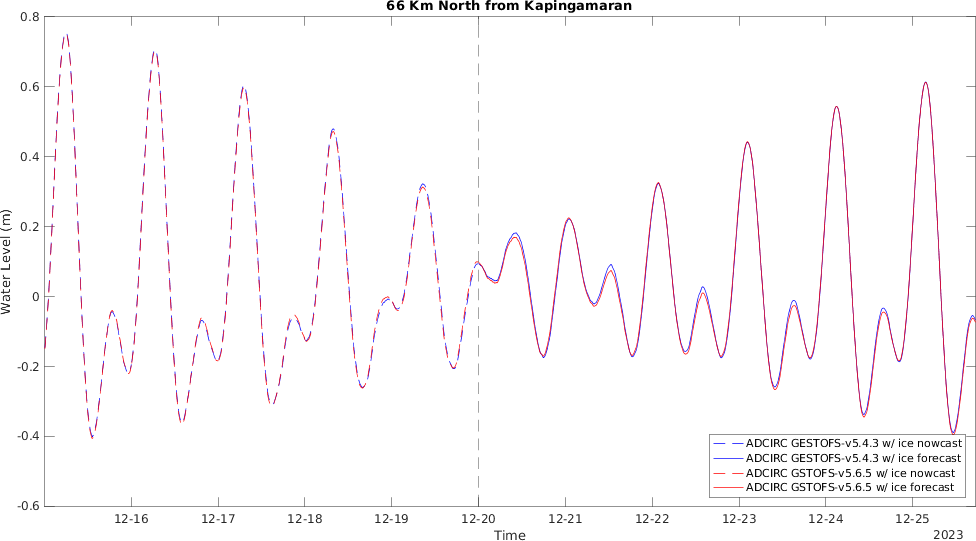 66 Km North from Kapingamaran
0.8
0.6
0.4
0.2
0
-0.2
-0.4
-0.6
Water Level (m)
12-16
12-17
12-18
12-19
12-20
12-21
12-22
12-23
12-24
12-25
Time
2023
ADCIRC GESTOFS-v5.4.3 w/ ice nowcast
ADCIRC GESTOFS-v5.4.3 w/ ice forecast
ADCIRC GSTOFS-v5.6.5 w/ ice nowcast
ADCIRC GSTOFS-v5.6.5 w/ ice forecast